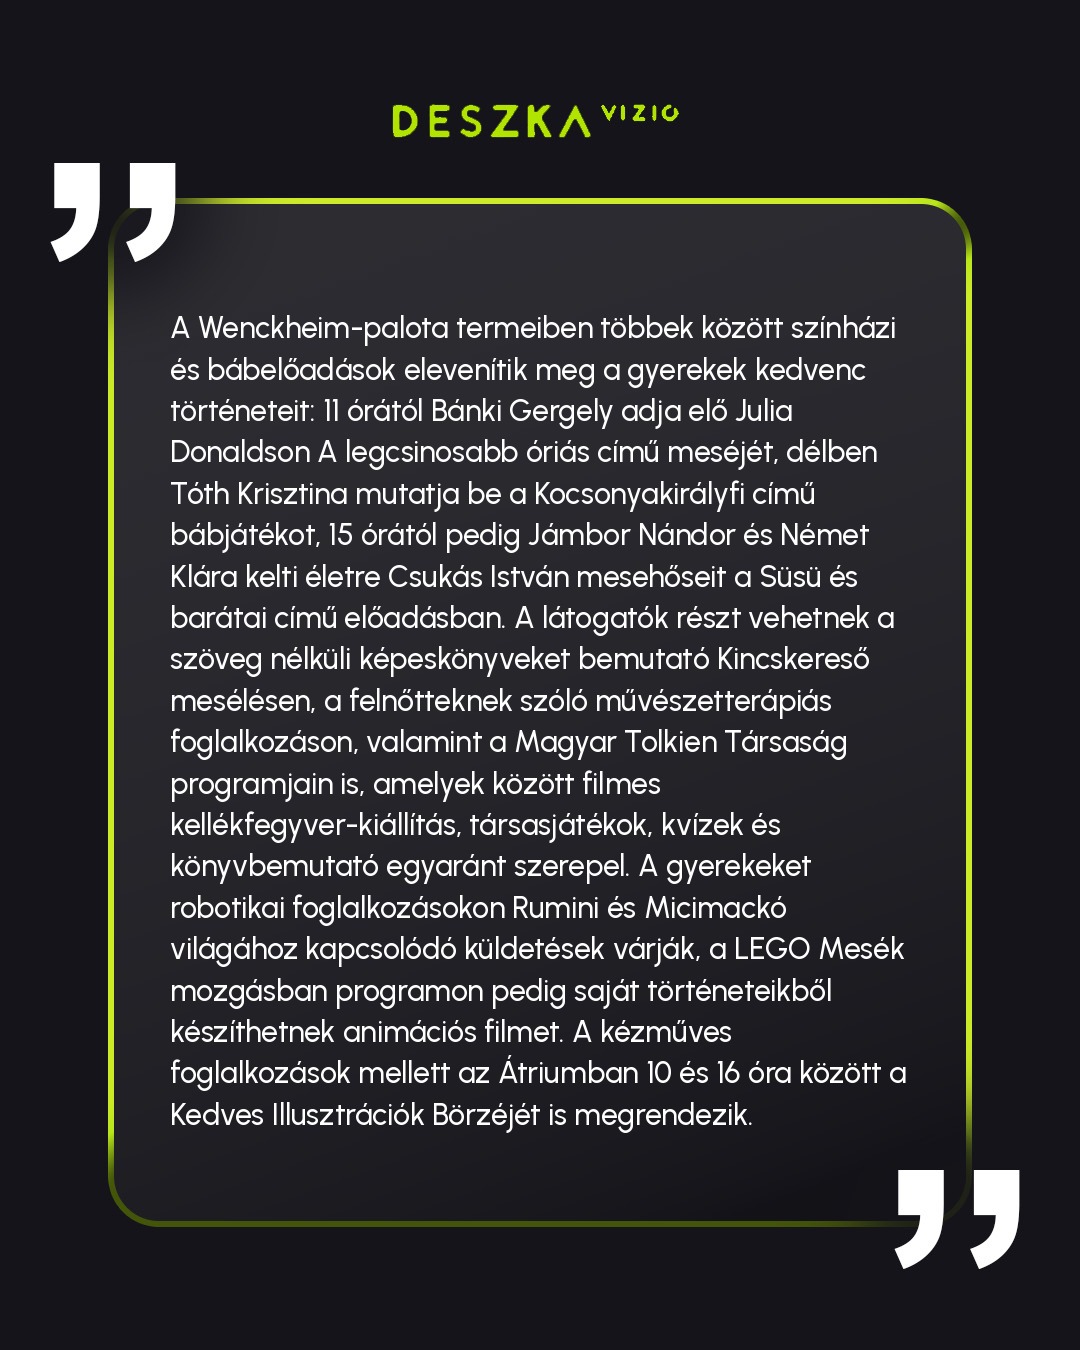 DESZKA VIZIO
”
A Wenckheim-palota termeiben többek között színházi
és bábelőadások elevenítik meg a gyerekek kedvenc
történeteit: 11 órától Bánki Gergely adja elő Julia
Donaldson A legcsinosabb óriás című meséjét, délben
Tóth Krisztina mutatja be a Kocsonyakirályfi című
bábjátékot, 15 órától pedig Jámbor Nándor és Német
Klára kelti életre Csukás István mesehőseit a Süsü és
barátai című előadásban. A látogatók részt vehetnek a
szöveg nélküli képeskönyveket bemutató Kincskereső
mesélésen, a felnőtteknek szóló művészetterápiás
foglalkozáson, valamint a Magyar Tolkien Társaság
programjain is, amelyek között filmes
kellékfegyver-kiállítás, társasjátékok, kvízek és
könyvbemutató egyaránt szerepel. A gyerekeket
robotikai foglalkozásokon Rumini és Micimackó
világához kapcsolódó küldetések várják, a LEGO Mesék
mozgásban programon pedig saját történeteikből
készíthetnek animációs filmet. A kézműves
foglalkozások mellett az Átriumban 10 és 16 óra között a
Kedves Illusztrációk Börzéjét is megrendezik.
”